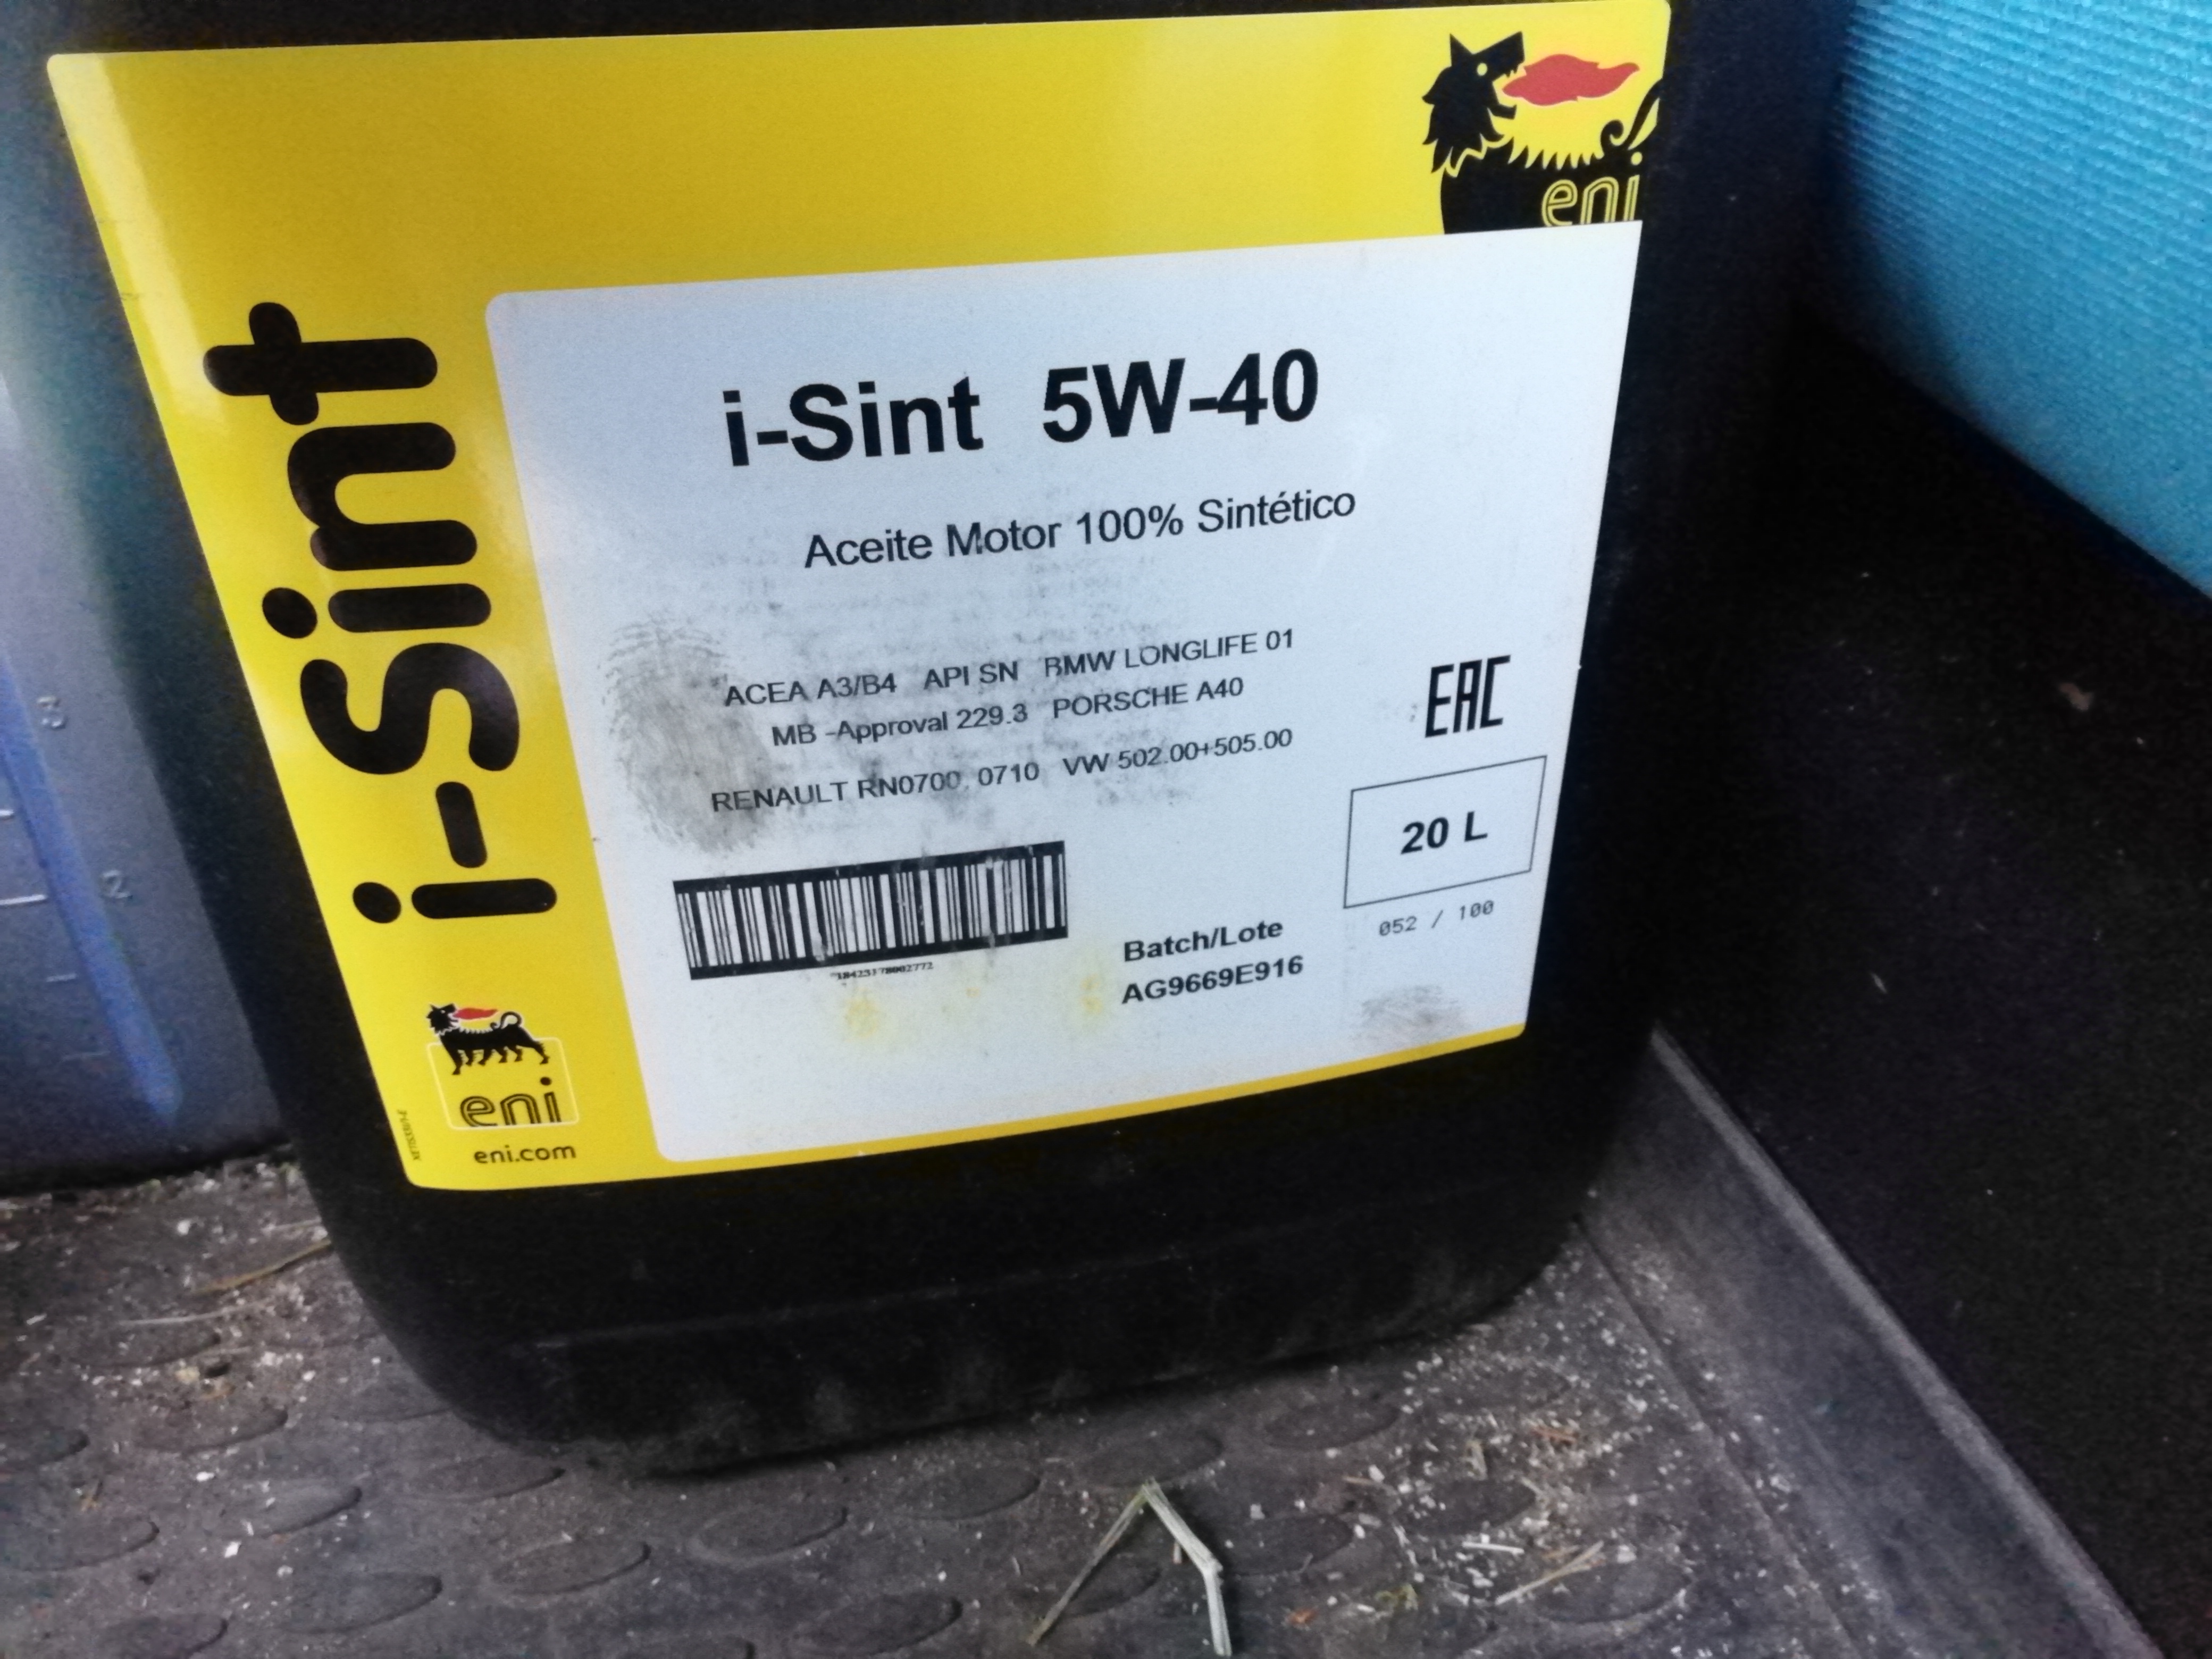 eni
i-Sint
i-Sint 5W-40
Aceite Motor 100% Sintético
ACEA A3/B4 API SN BMW LONGLIFE 01
MB -Approval 229.3 PORSCHE A40
RENAULT RN0700, 0710 VW 502.00+505.00
EAC
20 L
052 / 100
Batch/Lote
AG9669E916
eni
eni.com
3
2